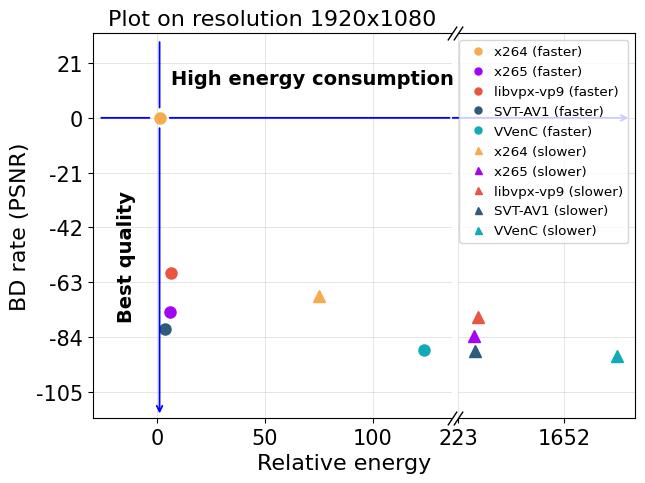 Plot on resolution 1920x1080
BD rate (PSNR)
21
0
-21
-42
-63
-84
-105
High energy consumption
Best quality
x264 (faster)
x265 (faster)
libvpx-vp9 (faster)
SVT-AV1 (faster)
VVenC (faster)
x264 (slower)
x265 (slower)
libvpx-vp9 (slower)
SVT-AV1 (slower)
VVenC (slower)
0 50 100 223 1652
Relative energy